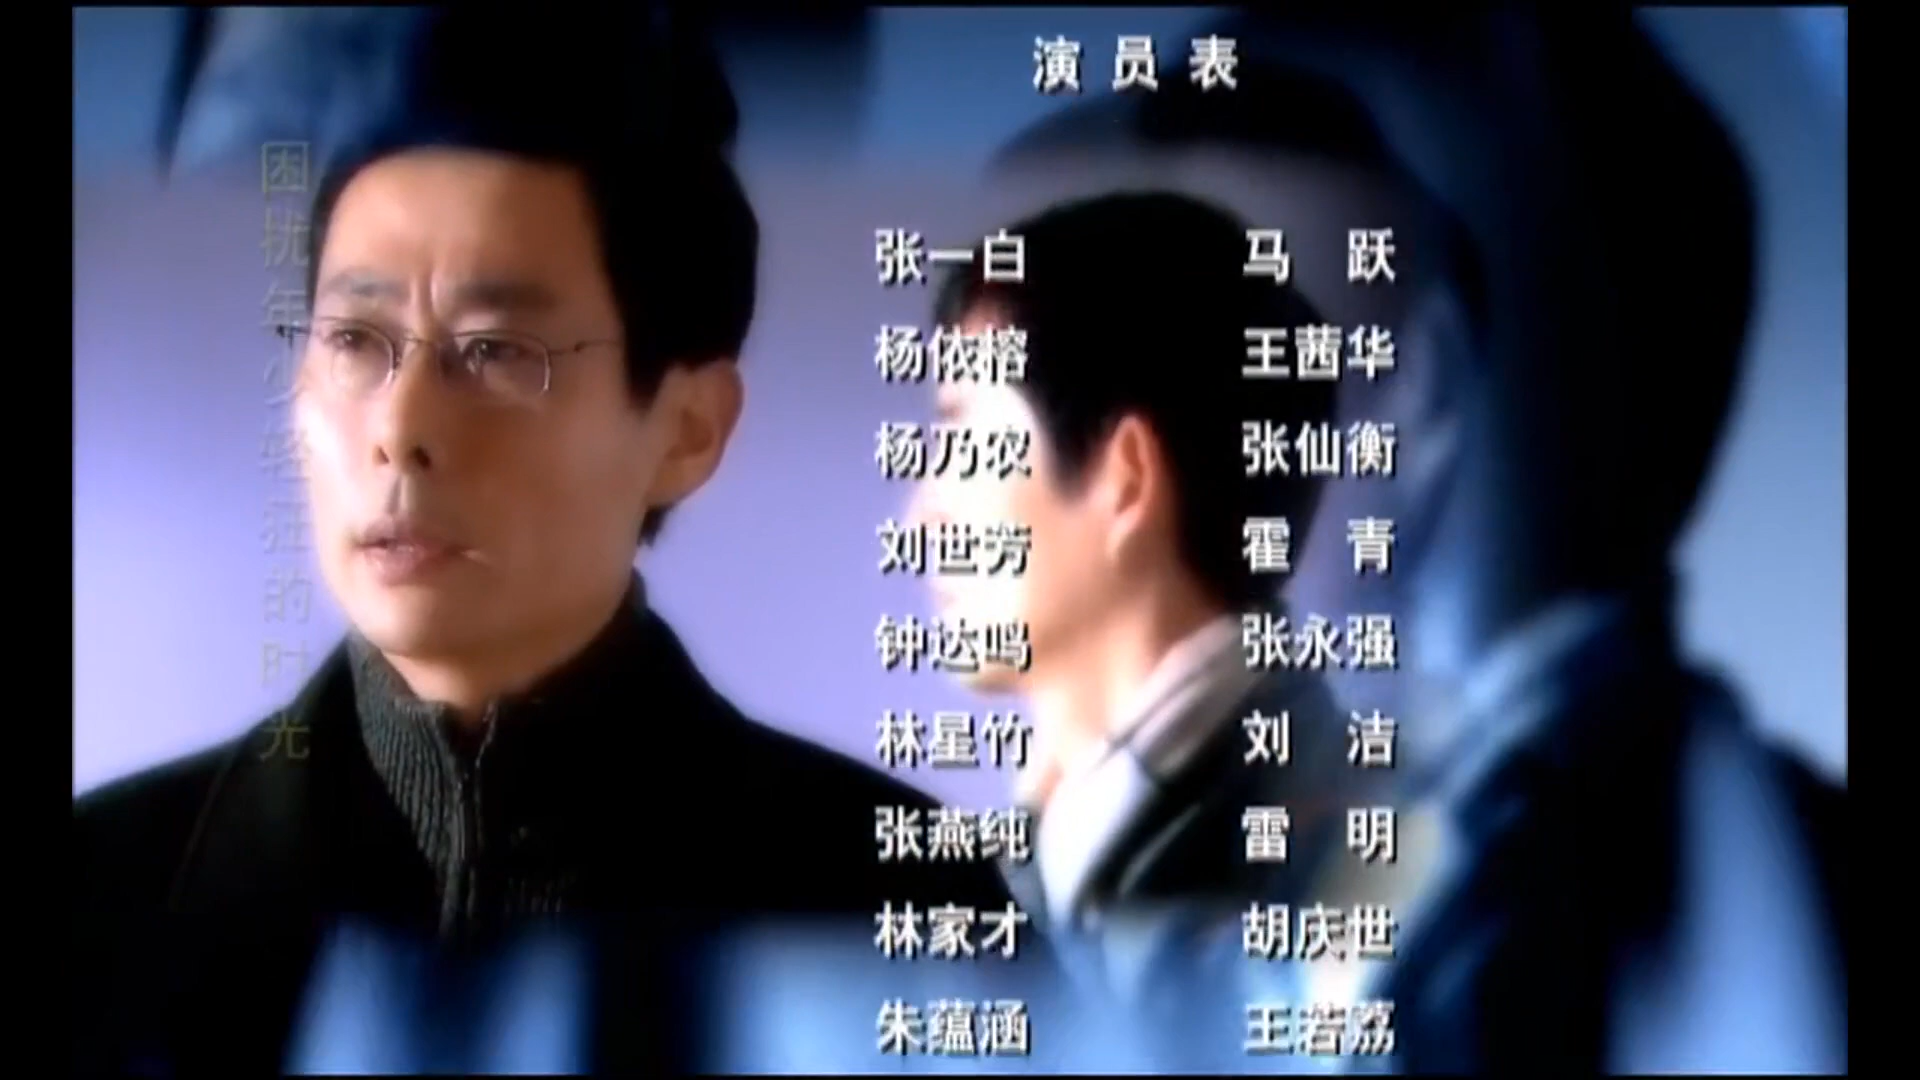 演员表
张一白 马跃
杨依榕 王茜华
杨乃农 张仙衡
刘世芳 霍青
钟达鸣 张永强
林星竹 刘洁
张燕纯 雷明
林家才 胡庆世
朱蕴涵 王若荔
困扰年少轻狂的时光